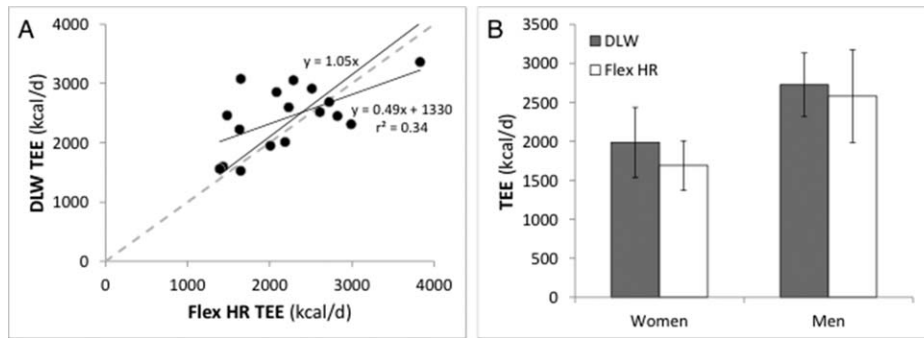 A
DLW TEE (kcal/d)
4000
3000
2000
1000
0
y = 1.05x
y = 0.49x + 1330
r² = 0.34
0 1000 2000 3000 4000
Flex HR TEE (kcal/d)
B
TEE (kcal/d)
3500
3000
2500
2000
1500
1000
500
0
DLW
Flex HR
Women Men